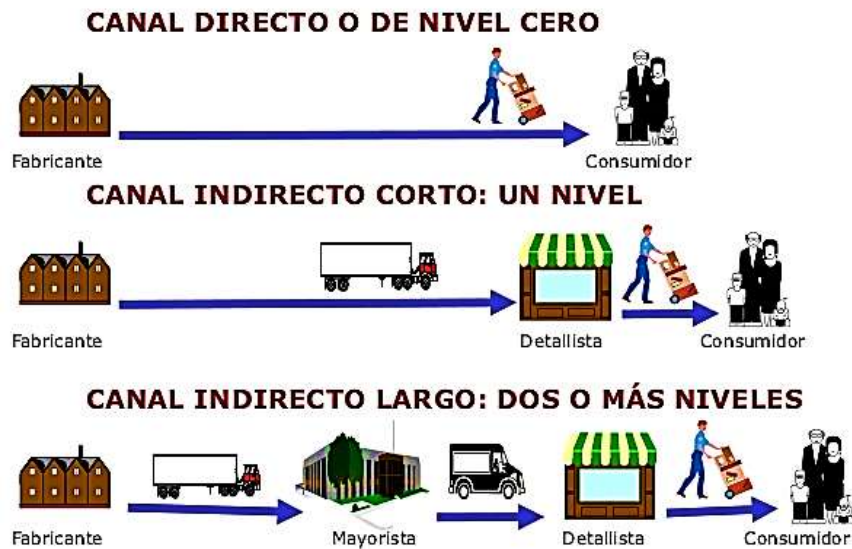 CANAL DIRECTO O DE NIVEL CERO
Fabricante Consumidor
CANAL INDIRECTO CORTO: UN NIVEL
Fabricante Detallista Consumidor
CANAL INDIRECTO LARGO: DOS O MÁS NIVELES
Fabricante Mayorista Detallista Consumidor